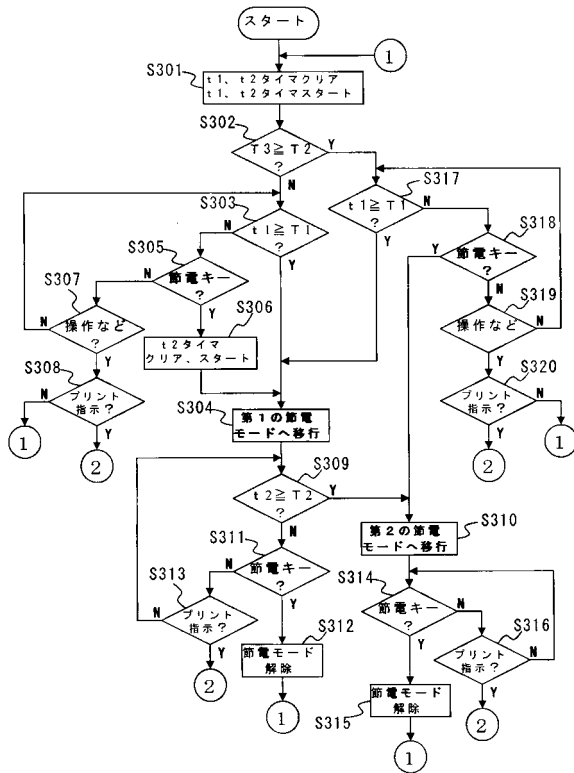 スタート
1
S301
t1、t2タイマクリア
t1、t2タイマスタート
S302
T3≧T2
?
Y
N
S317
t1≧T1
?
N
Y
S303
t1≧T1
?
N
Y
S318
節電キー
?
Y
N
S305
節電キー
?
N
Y
S307
操作など
?
N
Y
S306
t2タイマ
クリア、スタート
S319
操作など
?
N
Y
S308
プリント
指示?
N
Y
1
2
S320
プリント
指示?
N
Y
2
1
S304
第1の節電
モードへ移行
S309
t2≧T2
?
Y
N
S310
第2の節電
モードへ移行
S311
節電キー
?
N
Y
S313
プリント
指示?
N
Y
2
S312
節電モード
解除
1
S314
節電キー
?
N
Y
S316
プリント
指示?
N
Y
2
S315
節電モード
解除
1